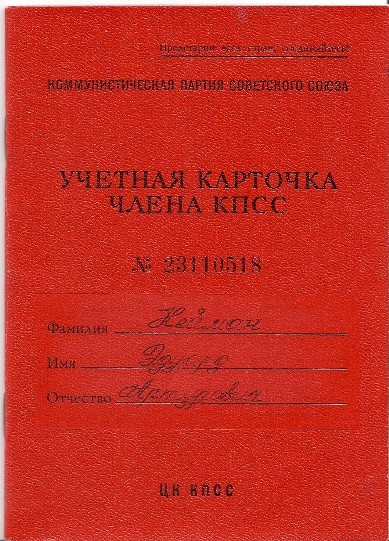 Пролетарии всех стран, соединяйтесь!
КОММУНИСТИЧЕСКАЯ ПАРТИЯ СОВЕТСКОГО СОЮЗА
УЧЕТНАЯ КАРТОЧКА
ЧЛЕНА КПСС
№ 23110518
Фамилия Нейман
Имя
Отчество Артурович
ЦК КПСС